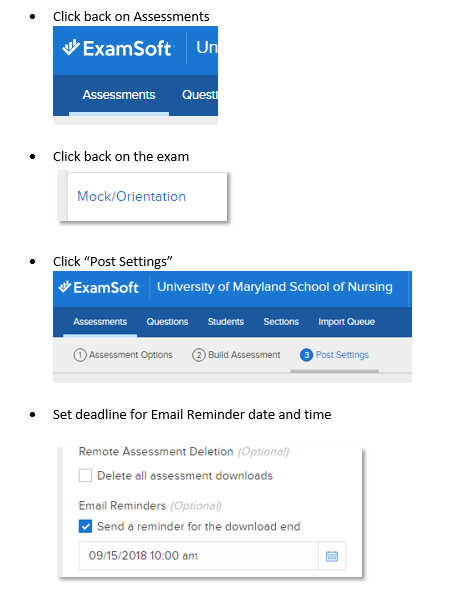 • Click back on Assessments
ExamSoft Un
Assessments Questi
• Click back on the exam
Mock/Orientation
• Click “Post Settings”
ExamSoft University of Maryland School of Nursing
Assessments Questions Students Sections Import Queue
1 Assessment Options 2 Build Assessment 3 Post Settings
• Set deadline for Email Reminder date and time
Remote Assessment Deletion (Optional)
Delete all assessment downloads
Email Reminders (Optional)
Send a reminder for the download end
09/15/2018 10:00 am